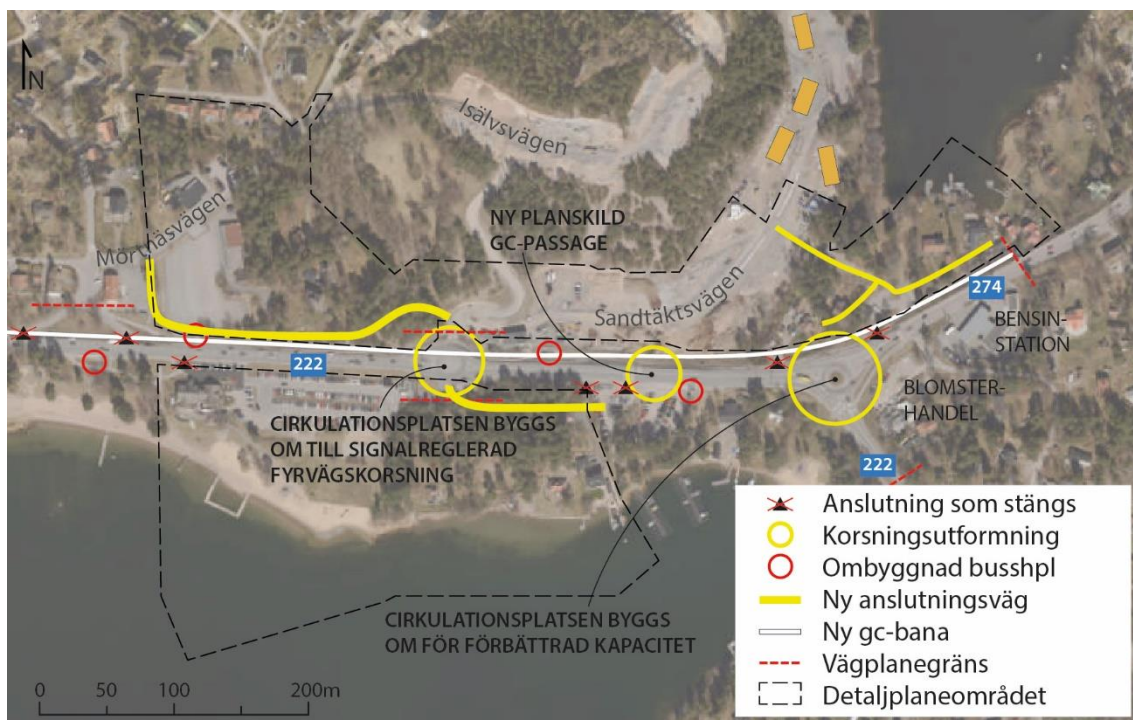 N
Isälvsvägen
NY PLANSKILD
GC-PASSAGE
Mörtnäsvägen
Sandtäktsvägen
274
BENSIN-
STATION
222
BLOMSTER-
HANDEL
CIRKULATIONSPLATSEN BYGGS
OM TILL SIGNALREGLERAD
FYRVÄGSKORSNING
222
CIRKULATIONSPLATSEN BYGGS
OM FÖR FÖRBÄTTRAD KAPACITET
0 100 200m
Anslutning som stängs
Korsningsutformning
Ombyggnad busshpl
Ny anslutningsväg
Ny gc-bana
Vägplanegräns
Detaljplaneområdet